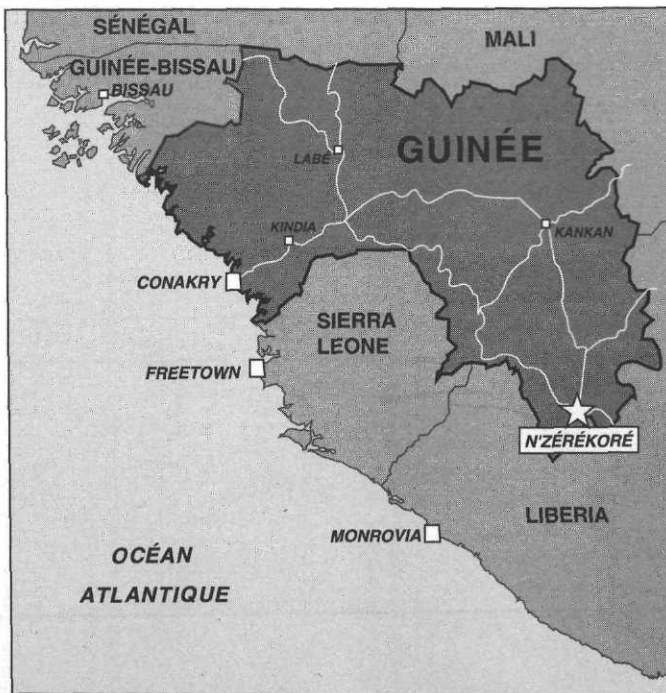 SÉNÉGAL
MALI
GUINÉE-BISSAU
BISSAU
LABÉ
GUINÉE
KINDIA
KANKAN
CONAKRY
SIERRA
LEONE
FREETOWN
N'ZÉRÉKORÉ
LIBERIA
MONROVIA
OCÉAN
ATLANTIQUE